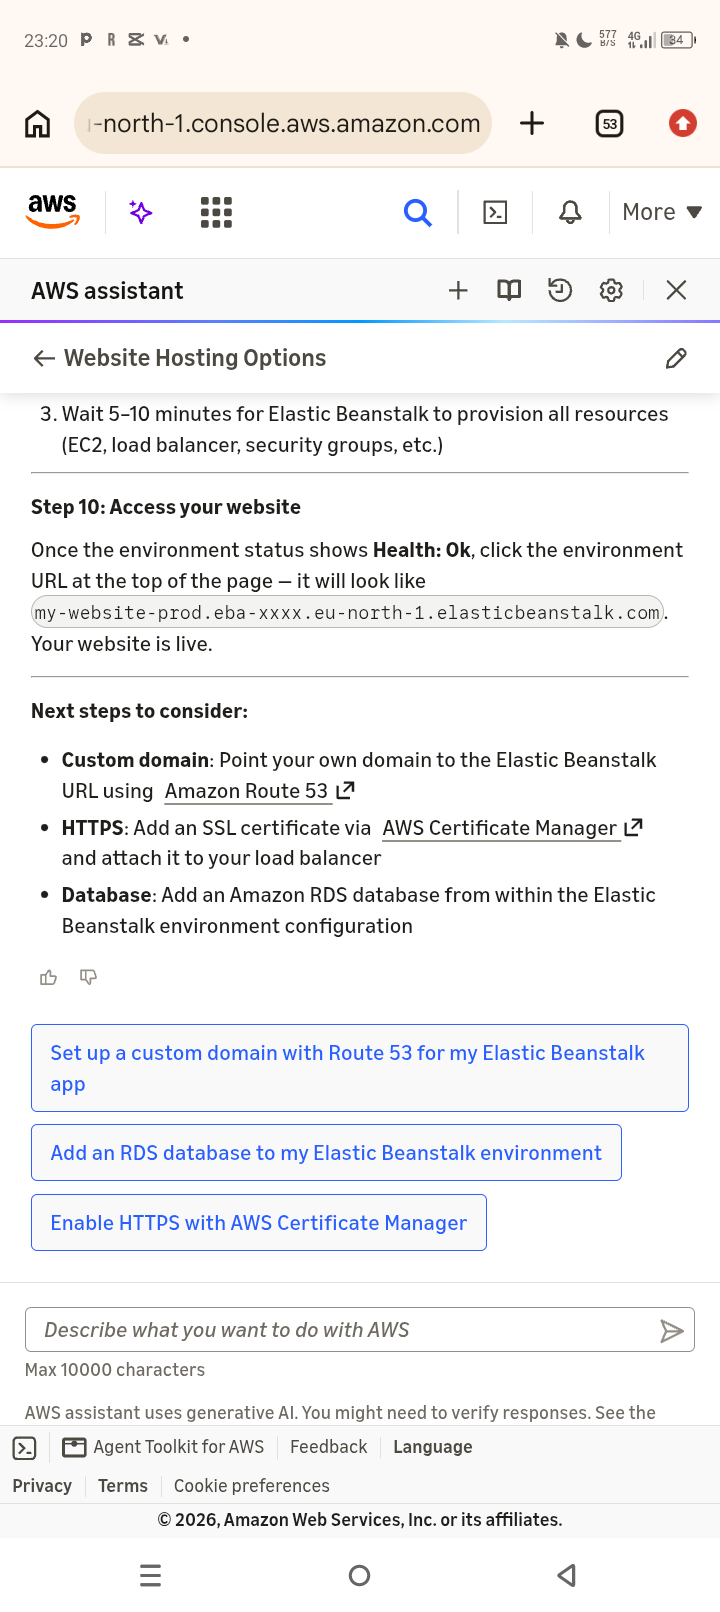 23:20
577
B/S
4G
34
-north-1.console.aws.amazon.com
53
aws
More
AWS assistant
Website Hosting Options
3. Wait 5–10 minutes for Elastic Beanstalk to provision all resources
(EC2, load balancer, security groups, etc.)
Step 10: Access your website
Once the environment status shows Health: Ok, click the environment
URL at the top of the page — it will look like
my-website-prod.eba-xxxx.eu-north-1.elasticbeanstalk.com.
Your website is live.
Next steps to consider:
• Custom domain: Point your own domain to the Elastic Beanstalk
URL using Amazon Route 53
• HTTPS: Add an SSL certificate via AWS Certificate Manager
and attach it to your load balancer
• Database: Add an Amazon RDS database from within the Elastic
Beanstalk environment configuration
Set up a custom domain with Route 53 for my Elastic Beanstalk
app
Add an RDS database to my Elastic Beanstalk environment
Enable HTTPS with AWS Certificate Manager
Describe what you want to do with AWS
Max 10000 characters
AWS assistant uses generative AI. You might need to verify responses. See the
Agent Toolkit for AWS Feedback Language
Privacy Terms Cookie preferences
© 2026, Amazon Web Services, Inc. or its affiliates.